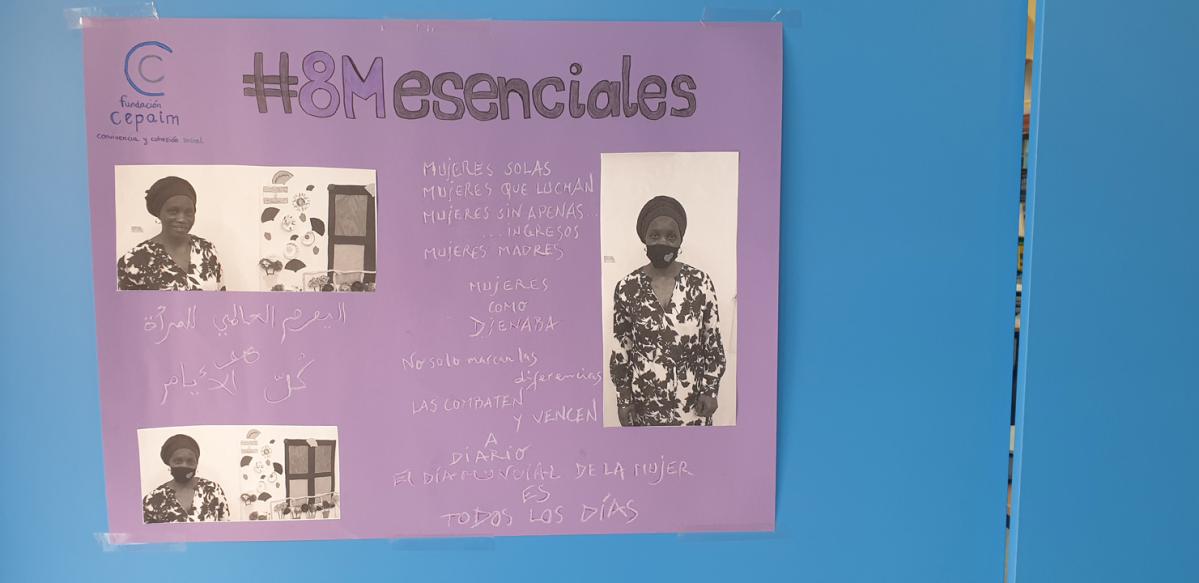 fundación
cepaim
convivencia y cohesión social
#8Mesenciales
MUJERES SOLAS
MUJERES QUE LUCHAN
MUJERES SIN APENAS...
...INGRESOS
MUJERES MADRES
MUJERES
COMO
DJENABA
No solo marcan las
diferencias
LAS COMBATEN
Y VENCEN
A
DIARIO
El DÍA MUNDIAL DE LA MUJER
ES
TODOS LOS DÍAS
اليوم العالمي للمرأة
هو
كُلّ الأيام